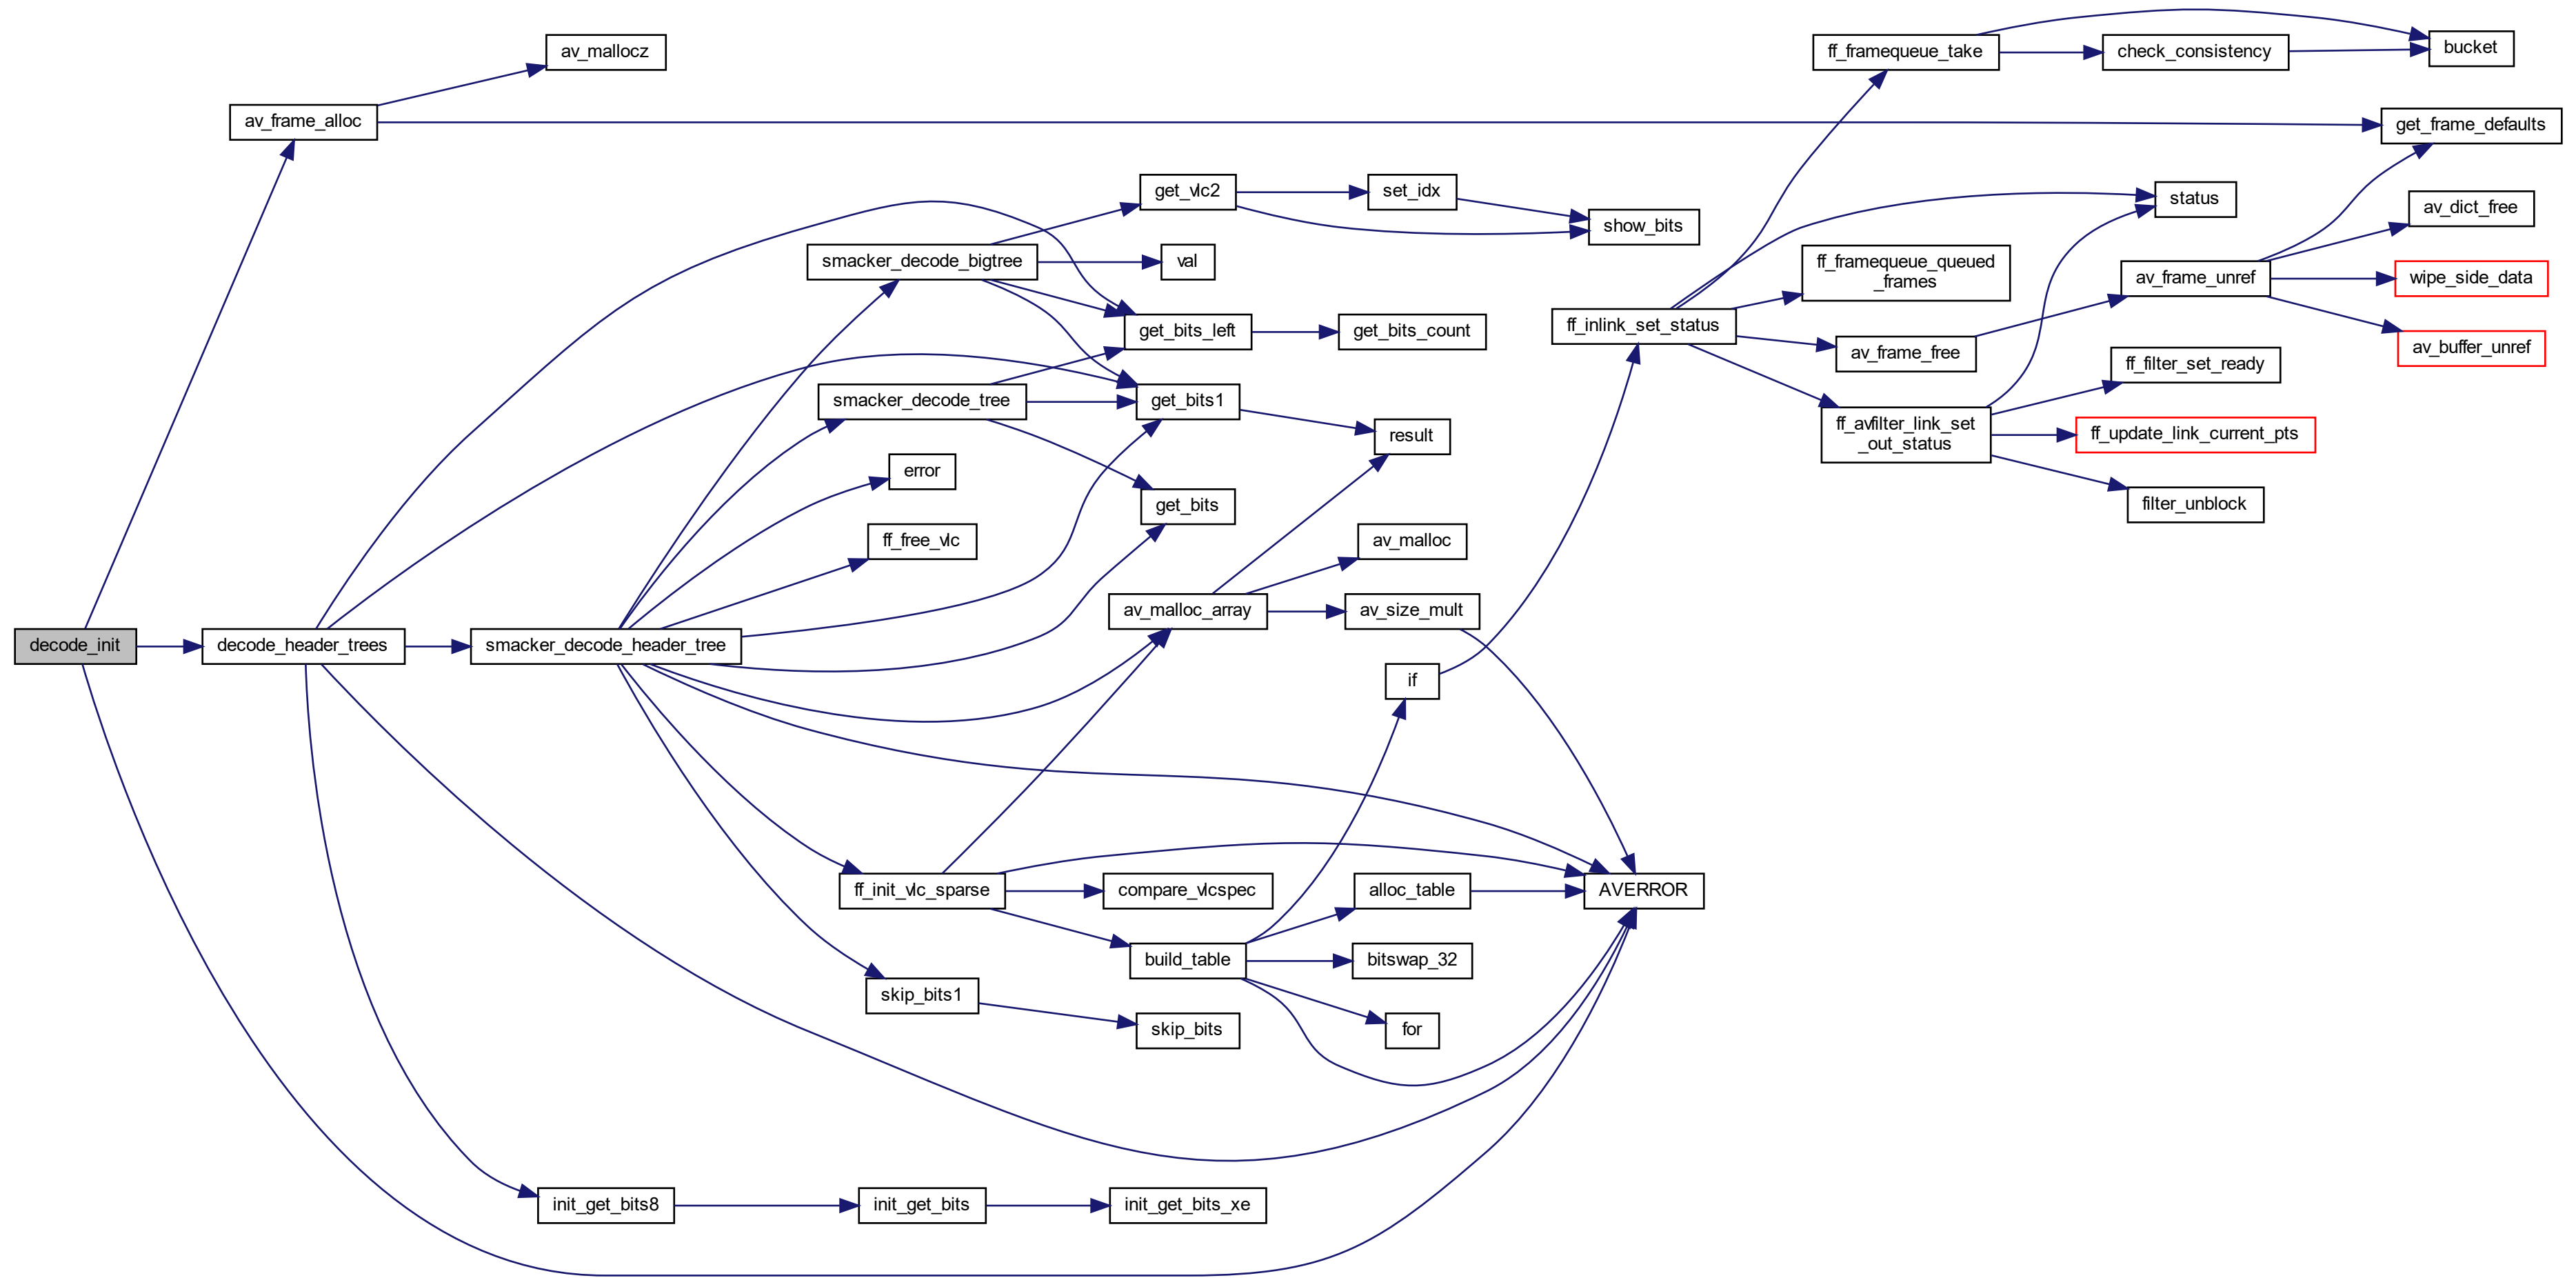 decode_init
av_frame_alloc
av_mallocz
decode_header_trees
smacker_decode_header_tree
init_get_bits8
smacker_decode_bigtree
smacker_decode_tree
error
ff_free_vlc
ff_init_vlc_sparse
skip_bits1
init_get_bits
get_vlc2
val
get_bits_left
get_bits1
get_bits
av_malloc_array
compare_vlcspec
build_table
skip_bits
init_get_bits_xe
set_idx
get_bits_count
result
av_malloc
av_size_mult
if
alloc_table
bitswap_32
for
show_bits
ff_inlink_set_status
AVERROR
ff_framequeue_take
ff_framequeue_queued
_frames
av_frame_free
ff_avfilter_link_set
_out_status
check_consistency
status
av_frame_unref
ff_filter_set_ready
ff_update_link_current_pts
filter_unblock
bucket
get_frame_defaults
av_dict_free
wipe_side_data
av_buffer_unref